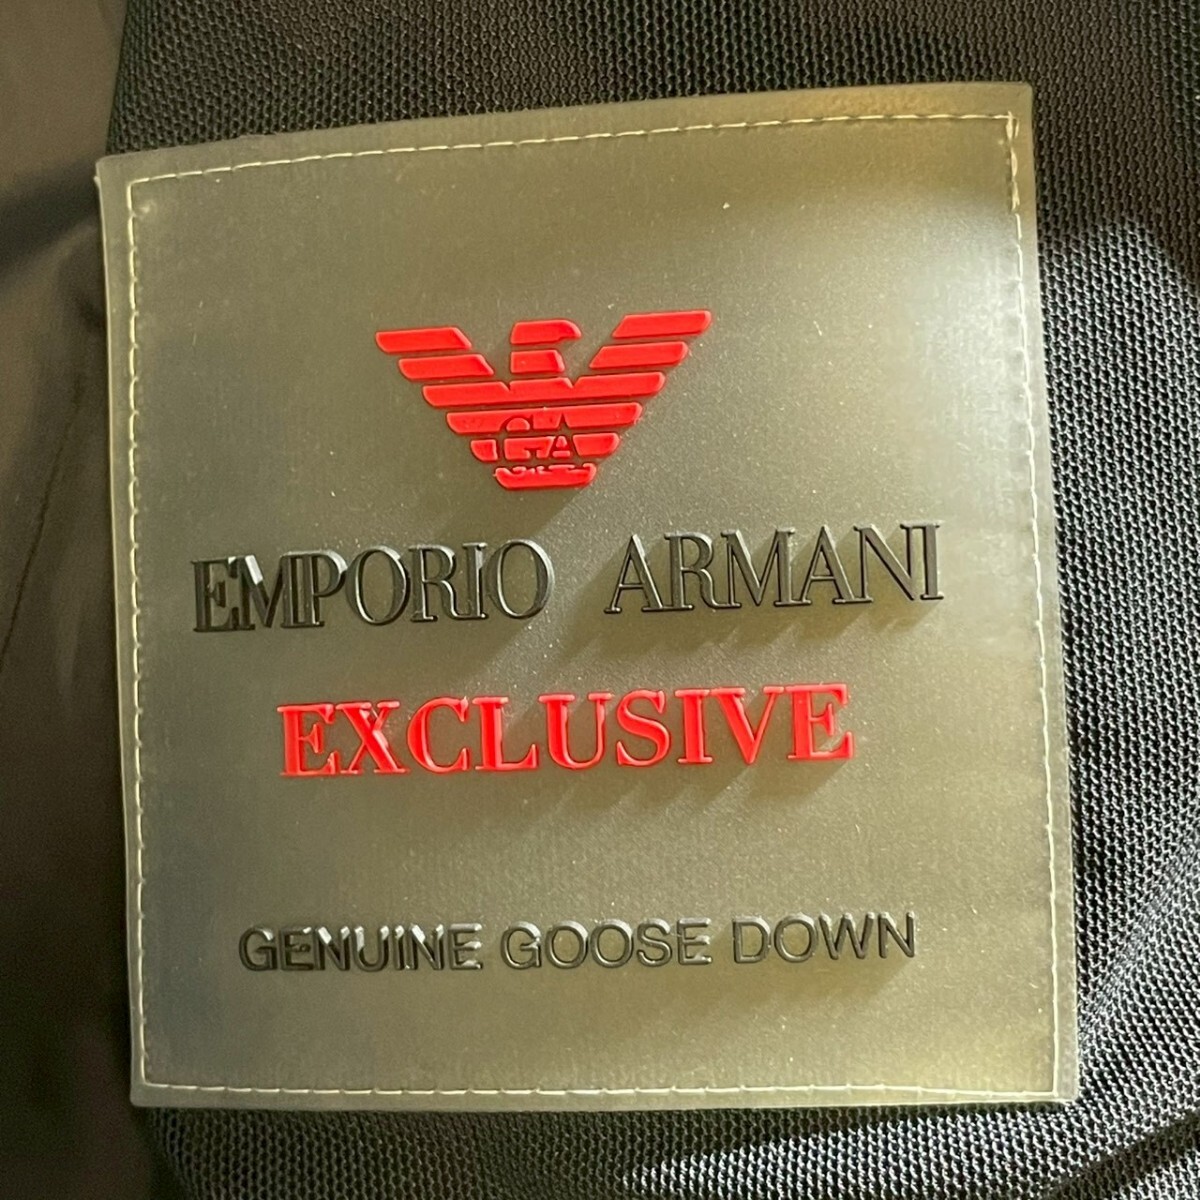 GA
EMPORIO ARMANI
EXCLUSIVE
GENUINE GOOSE DOWN